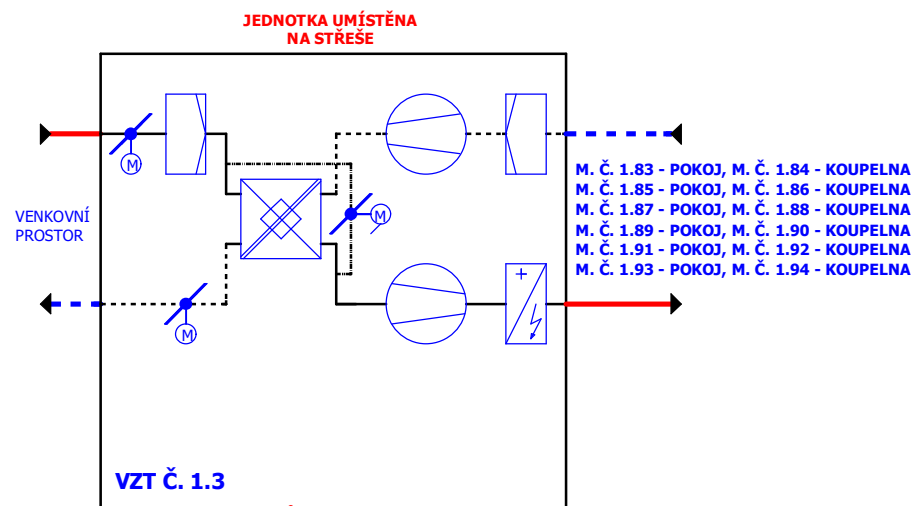 JEDNOTKA UMÍSTĚNA
NA STŘEŠE
M
M. Č. 1.83 - POKOJ, M. Č. 1.84 - KOUPELNA
M. Č. 1.85 - POKOJ, M. Č. 1.86 - KOUPELNA
M. Č. 1.87 - POKOJ, M. Č. 1.88 - KOUPELNA
M. Č. 1.89 - POKOJ, M. Č. 1.90 - KOUPELNA
M. Č. 1.91 - POKOJ, M. Č. 1.92 - KOUPELNA
M. Č. 1.93 - POKOJ, M. Č. 1.94 - KOUPELNA
M
VENKOVNÍ
PROSTOR
+
M
VZT Č. 1.3